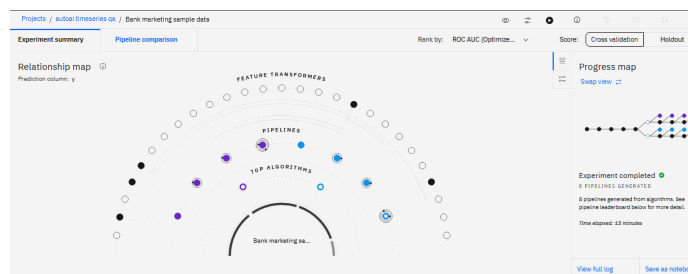 Projects / autoai timeseries qa / Bank marketing sample data
Experiment summary
Pipeline comparison
Rank by: ROC AUC (Optimize...
Score: Cross validation Holdout
Relationship map
Prediction column: y
FEATURE TRANSFORMERS
PIPELINES
TOP ALGORITHMS
Bank marketing sa...
Progress map
Swap view
Experiment completed
8 PIPELINES GENERATED
8 pipelines generated from algorithms. See
pipeline leaderboard below for more detail.
Time elapsed: 13 minutes
View full log
Save as notebo